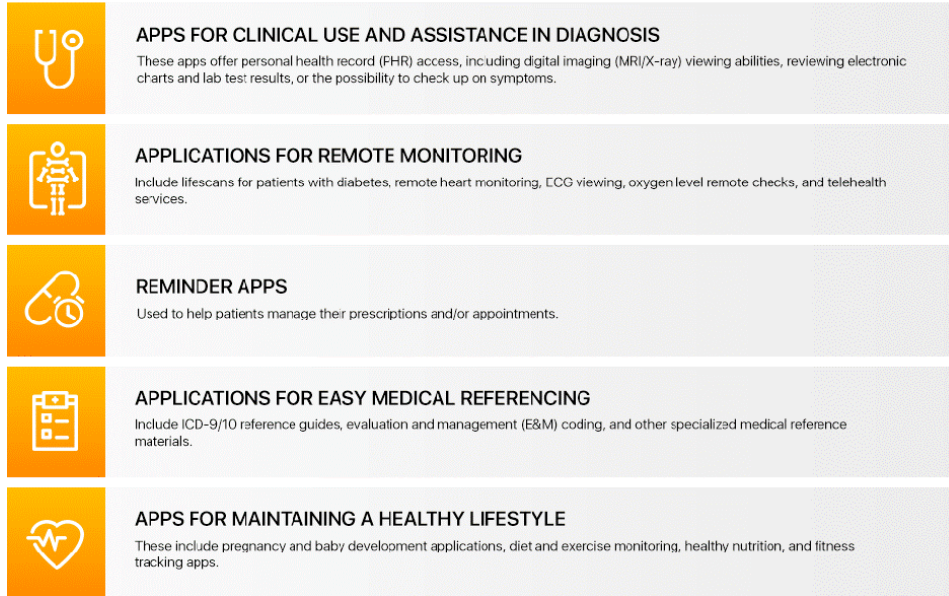 APPS FOR CLINICAL USE AND ASSISTANCE IN DIAGNOSIS
These apps offer personal health record (PHR) access, including digital imaging (MRI/X-ray) viewing abilities, reviewing electronic
charts and lab test results, or the possibility to check up on symptoms.
APPLICATIONS FOR REMOTE MONITORING
Include lifescans for patients with diabetes, remote heart monitoring, ECG viewing, oxygen level remote checks, and telehealth
services.
REMINDER APPS
Used to help patients manage their prescriptions and/or appointments.
APPLICATIONS FOR EASY MEDICAL REFERENCING
Include ICD-9/10 reference guides, evaluation and management (E&M) coding, and other specialized medical reference
materials.
APPS FOR MAINTAINING A HEALTHY LIFESTYLE
These include pregnancy and baby development applications, diet and exercise monitoring, healthy nutrition, and fitness
tracking apps.